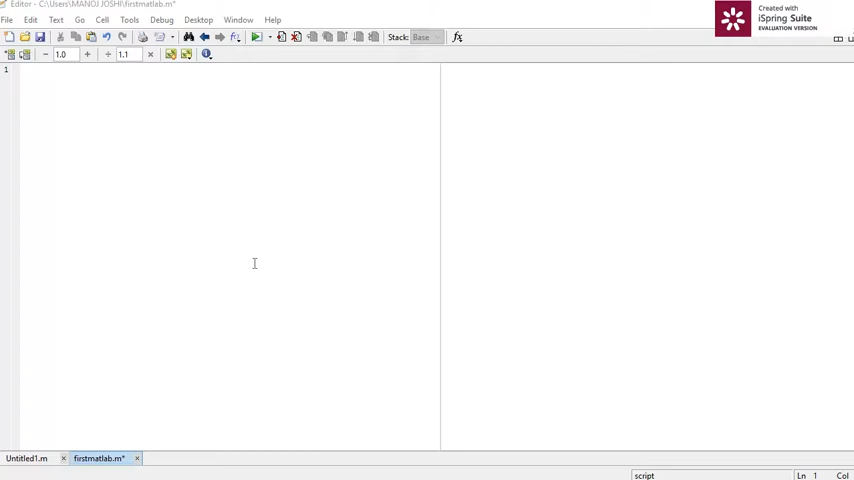 Editor - C:\Users\MANOJ JOSHI\firstmatlab.m*
File Edit Text Go Cell Tools Debug Desktop Window Help
Stack: Base fx
1.0 1.1
1
Created with
iSpring Suite
EVALUATION VERSION
Untitled1.m firstmatlab.m*
script Ln 1 Col